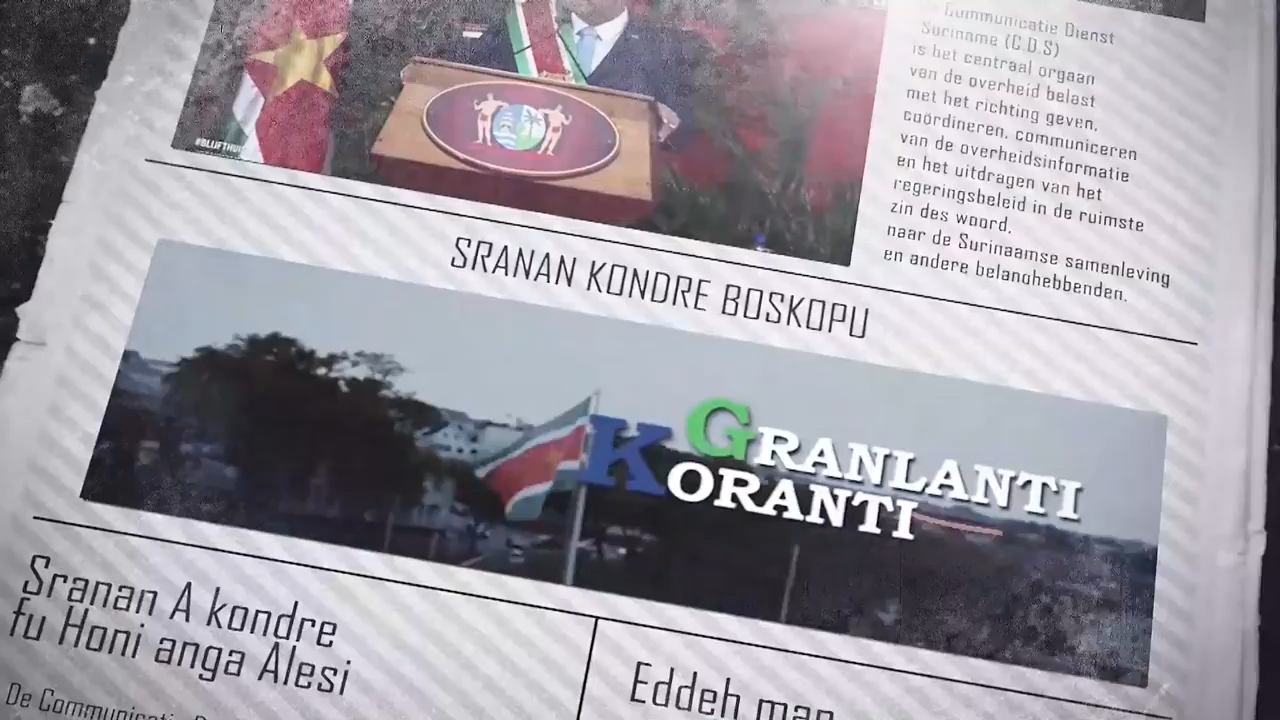 Communicatie Dienst
Suriname (C.D.S)
is het centraal orgaan
van de overheid belast
met het richting geven,
coördineren, communiceren
van de overheidsinformatie
en het uitdragen van het
regeringsbeleid in de ruimste
zin des woord,
naar de Surinaamse samenleving
en andere belanghebbenden.
SRANAN KONDRE BOSKOPU
GRANLANTI
KORANTI
Sranan A kondre
fu Honi anga Alesi
De Communicatie
Eddeh man